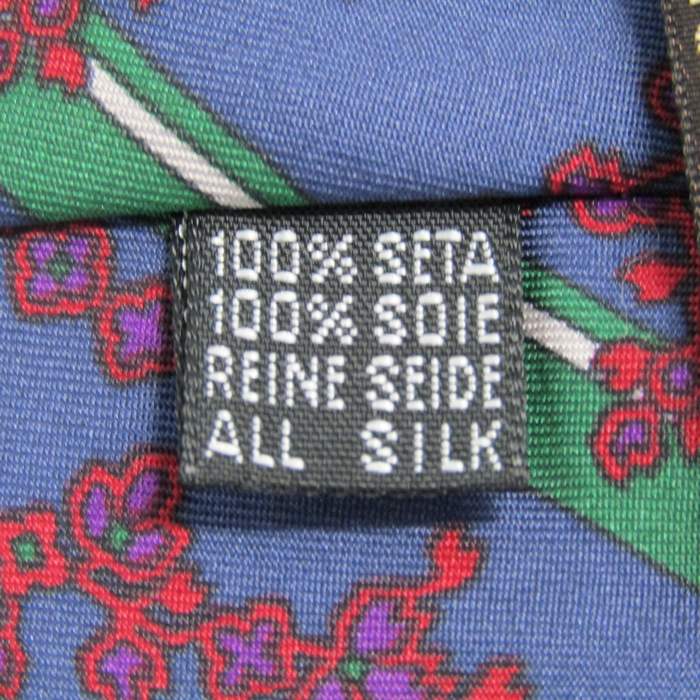 100% SETA
100% SOIE
REINE SEIDE
ALL SILK